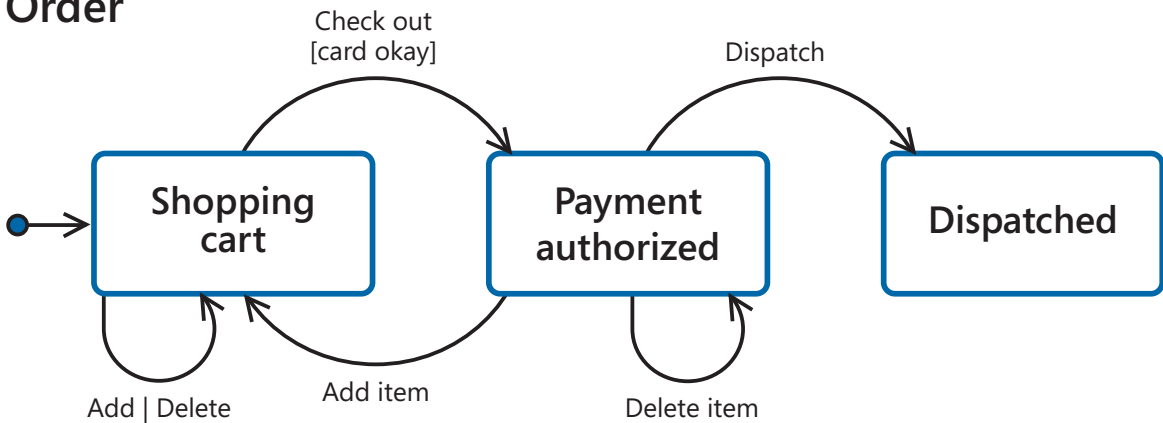 Order
Check out
[card okay]
Dispatch
Shopping
cart
Payment
authorized
Dispatched
Add | Delete
Add item
Delete item